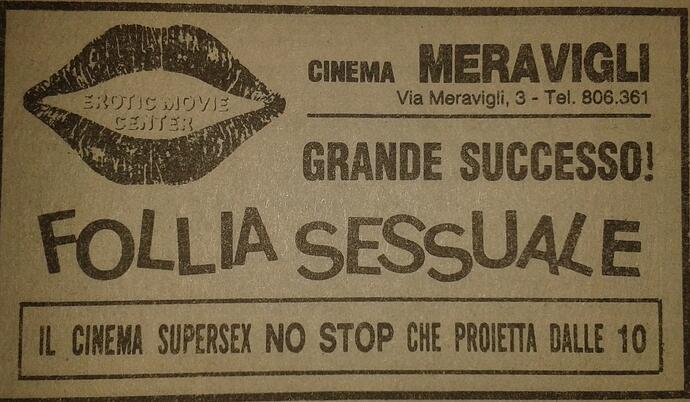 EROTIC MOVIE
CENTER
CINEMA MERAVIGLI
Via Meravigli, 3 - Tel. 806.361
GRANDE SUCCESSO!
FOLLIA SESSUALE
IL CINEMA SUPERSEX NO STOP CHE PROIETTA DALLE 10